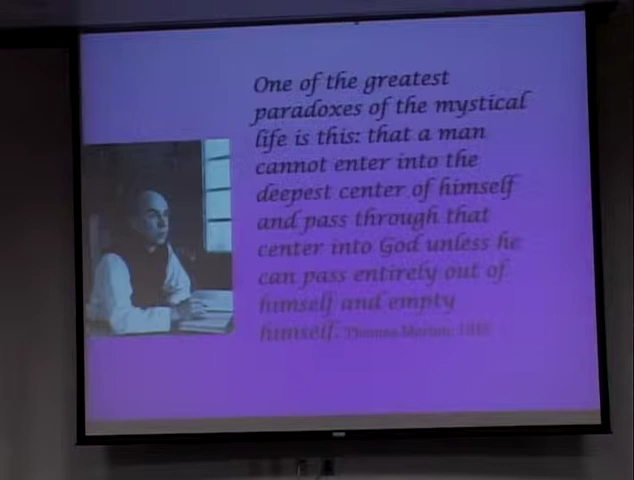 One of the greatest
paradoxes of the mystical
life is this: that a man
cannot enter into the
deepest center of himself
and pass through that
center into God unless he
can pass entirely out of
himself and empty
himself. Thomas Merton,